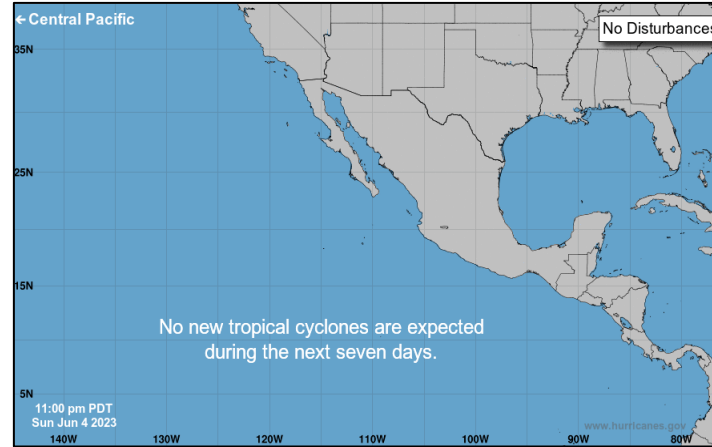 ← Central Pacific
No Disturbances
35N
25N
15N
No new tropical cyclones are expected
during the next seven days.
5N
11:00 pm PDT
Sun Jun 4 2023
www.hurricanes.gov
140W 130W 120W 110W 100W 90W 80W